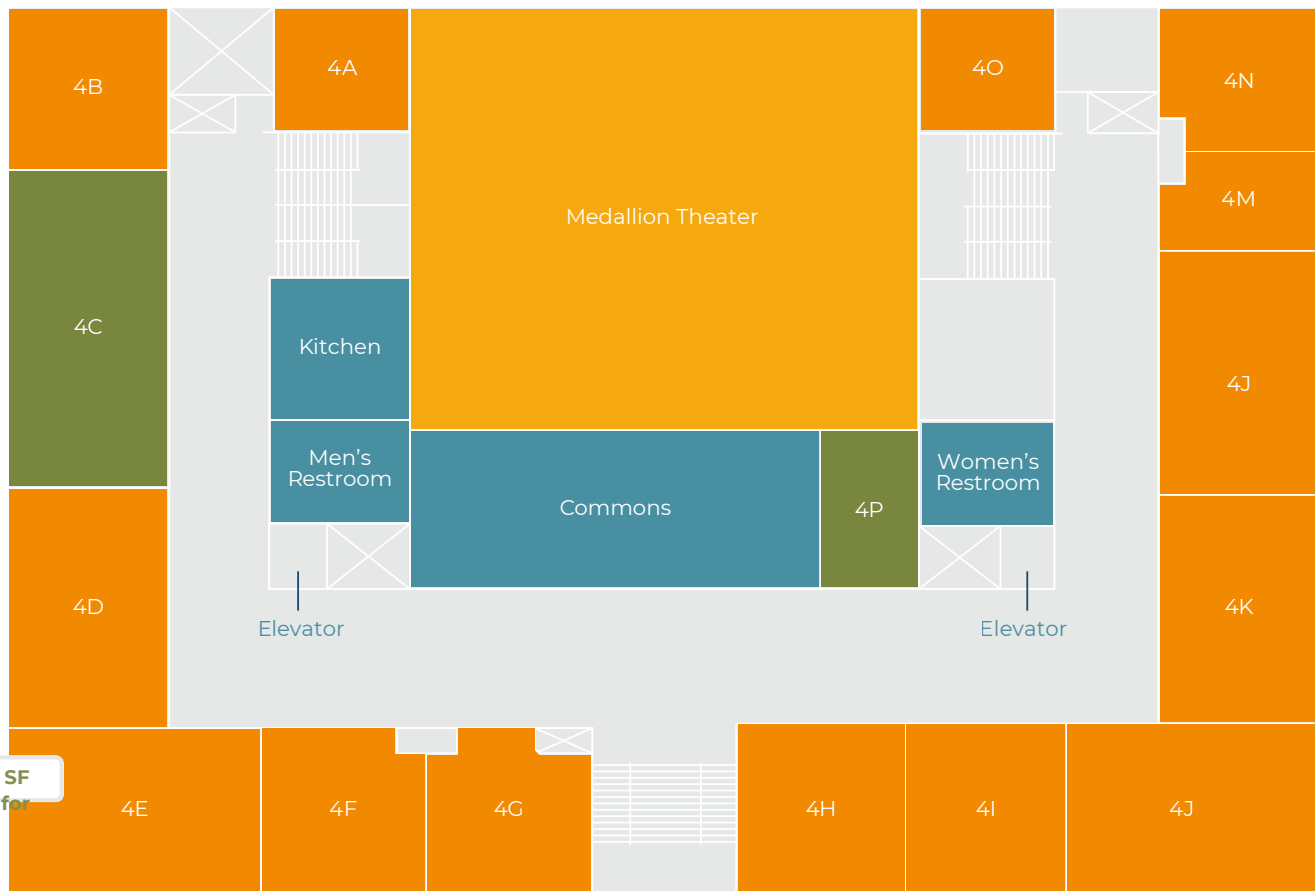 4A
4O
4B
4N
4M
Medallion Theater
4C
Kitchen
4J
Men's
Restroom
Women's
Restroom
Commons
4P
4D
4K
Elevator
Elevator
SF
for
4E
4F
4G
4H
4I
4J